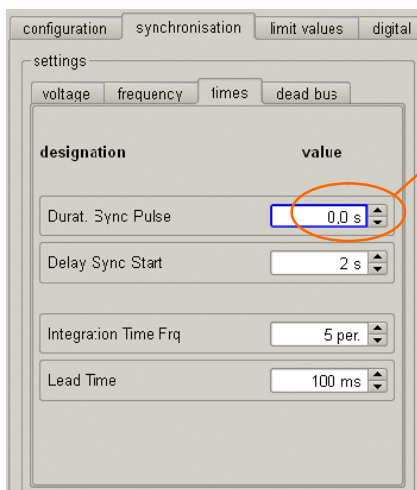 configuration synchronisation limit values digital
settings
voltage frequency times dead bus
designation value
Durat. Sync Pulse 0,0 s
Delay Sync Start 2 s
Integration Time Frq 5 per.
Lead Time 100 ms